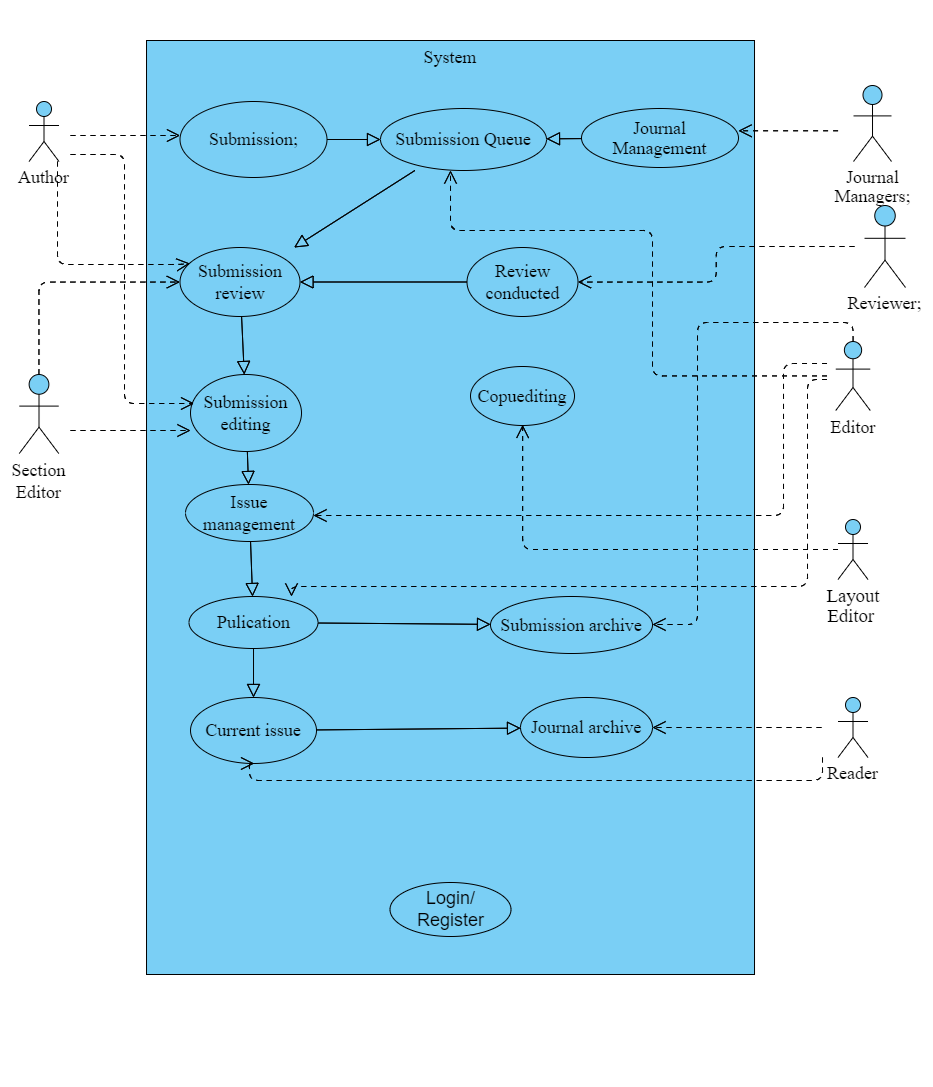 System
Submission;
Submission Queue
Journal
Management
Author
Journal
Managers;
Submission
review
Review
conducted
Reviewer;
Submission
editing
Copuediting
Editor
Section
Editor
Issue
management
Layout
Editor
Pulication
Submission archive
Current issue
Journal archive
Reader
Login/
Register